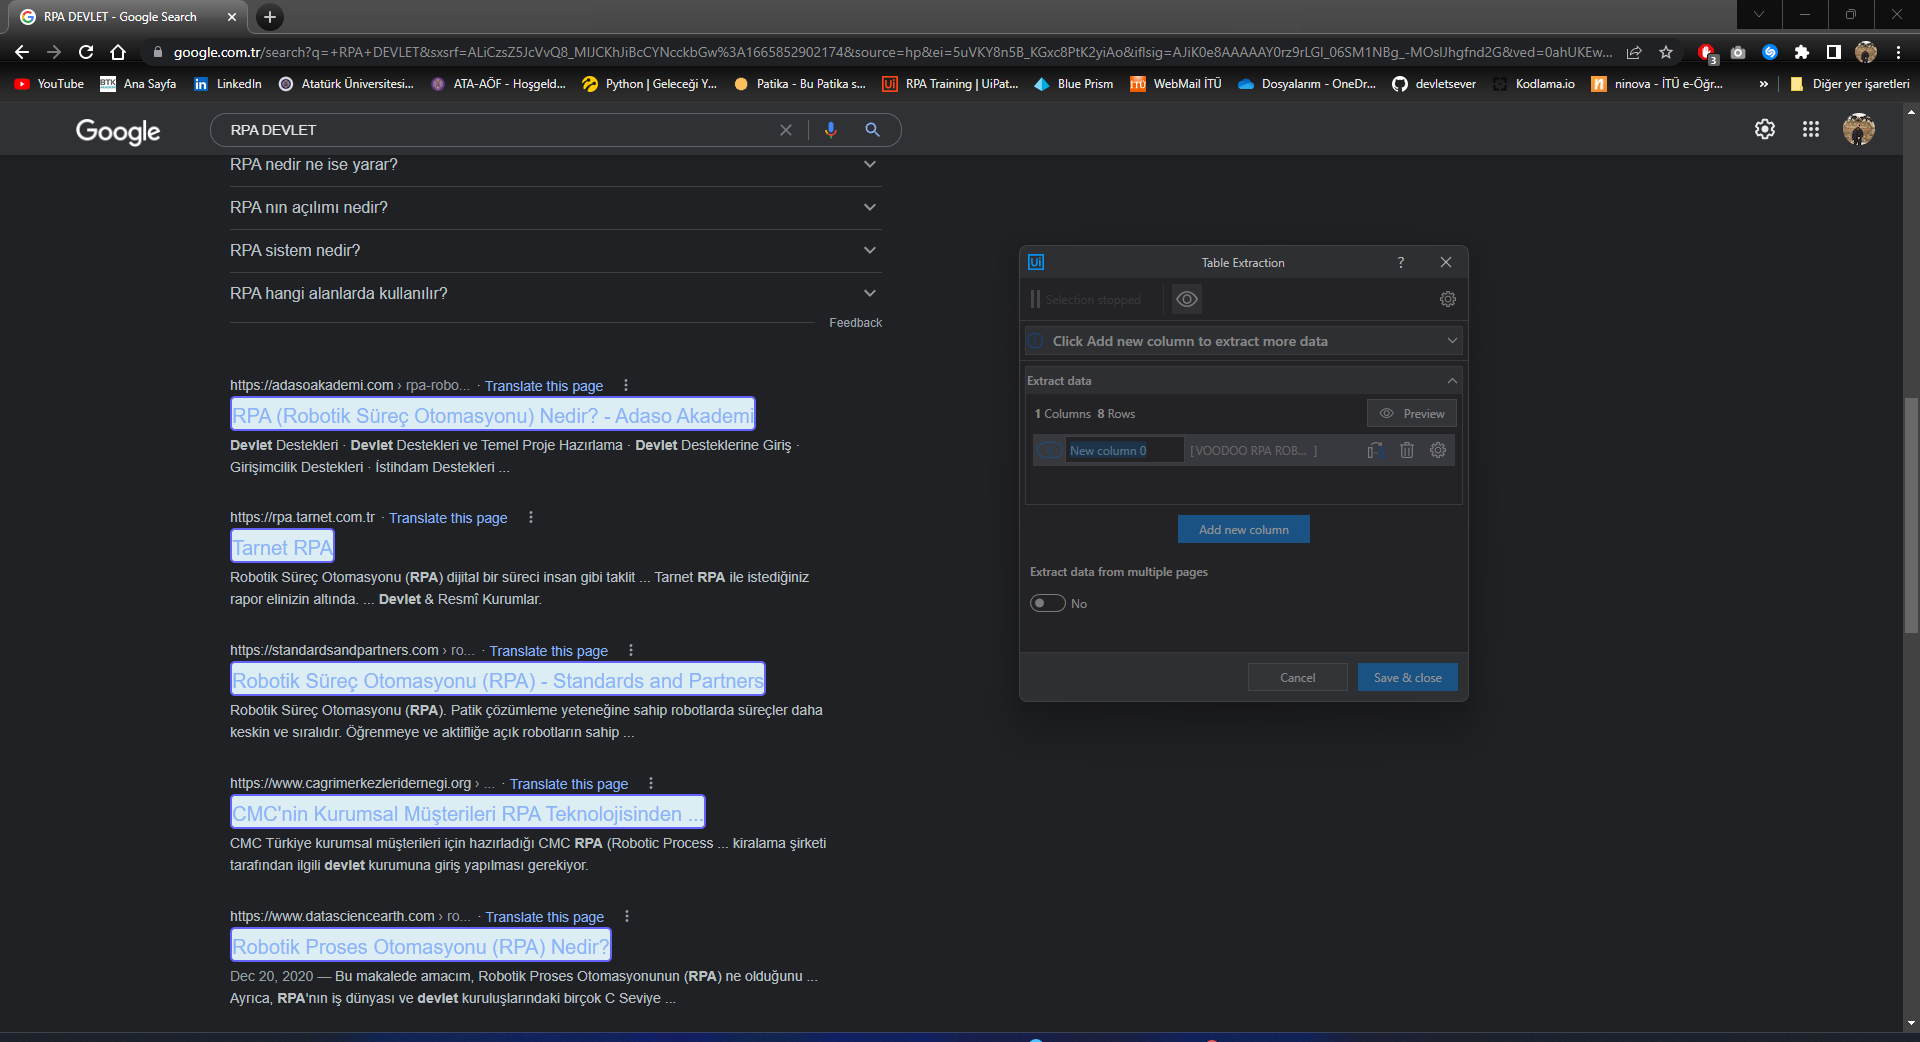 RPA DEVLET - Google Search
google.com.tr/search?q=+RPA+DEVLET&sxsrf=ALiCzsZ5JcVvQ8_MIJCKhJiBcCYNcckbGw%3A1665852902174&source=hp&ei=5uVKY8n5B_KGxc8PtK2yiAo&iflsig=AJiK0e8AAAAAY0rz9rLGI_06SM1NBg_-MOsIJhgfnd2G&ved=0ahUKEw...
3
YouTube
BTK Ana Sayfa
LinkedIn
Atatürk Üniversitesi...
ATA-AÖF - Hoşgeld...
Python | Geleceği Y...
Patika - Bu Patika s...
Ui RPA Training | UiPat...
Blue Prism
İTÜ WebMail İTÜ
Dosyalarım - OneDr...
devletsever
Kodlama.io
n ninova - İTÜ e-Öğr...
»
Diğer yer işaretleri
Google
RPA DEVLET
RPA nedir ne ise yarar?
RPA nın açılımı nedir?
RPA sistem nedir?
RPA hangi alanlarda kullanılır?
Feedback
https://adasoakademi.com › rpa-robo... · Translate this page
RPA (Robotik Süreç Otomasyonu) Nedir? - Adaso Akademi
Devlet Destekleri · Devlet Destekleri ve Temel Proje Hazırlama · Devlet Desteklerine Giriş ·
Girişimcilik Destekleri · İstihdam Destekleri ...
https://rpa.tarnet.com.tr · Translate this page
Tarnet RPA
Robotik Süreç Otomasyonu (RPA) dijital bir süreci insan gibi taklit ... Tarnet RPA ile istediğiniz
rapor elinizin altında. ... Devlet & Resmî Kurumlar.
https://standardsandpartners.com › ro... · Translate this page
Robotik Süreç Otomasyonu (RPA) - Standards and Partners
Robotik Süreç Otomasyonu (RPA). Patik çözümleme yeteneğine sahip robotlarda süreçler daha
keskin ve sıralıdır. Öğrenmeye ve aktifliğe açık robotların sahip ...
https://www.cagrimerkezleridernegi.org › ... · Translate this page
CMC'nin Kurumsal Müşterileri RPA Teknolojisinden ...
CMC Türkiye kurumsal müşterileri için hazırladığı CMC RPA (Robotic Process ... kiralama şirketi
tarafından ilgili devlet kurumuna giriş yapılması gerekiyor.
https://www.datasciencearth.com › ro... · Translate this page
Robotik Proses Otomasyonu (RPA) Nedir?
Dec 20, 2020 — Bu makalede amacım, Robotik Proses Otomasyonunun (RPA) ne olduğunu ...
Ayrıca, RPA'nın iş dünyası ve devlet kuruluşlarındaki birçok C Seviye ...
Ui Table Extraction ?
Selection stopped
Click Add new column to extract more data
Extract data
1 Columns 8 Rows
Preview
New column 0 [VOODOO RPA ROB... ]
Add new column
Extract data from multiple pages
No
Cancel
Save & close